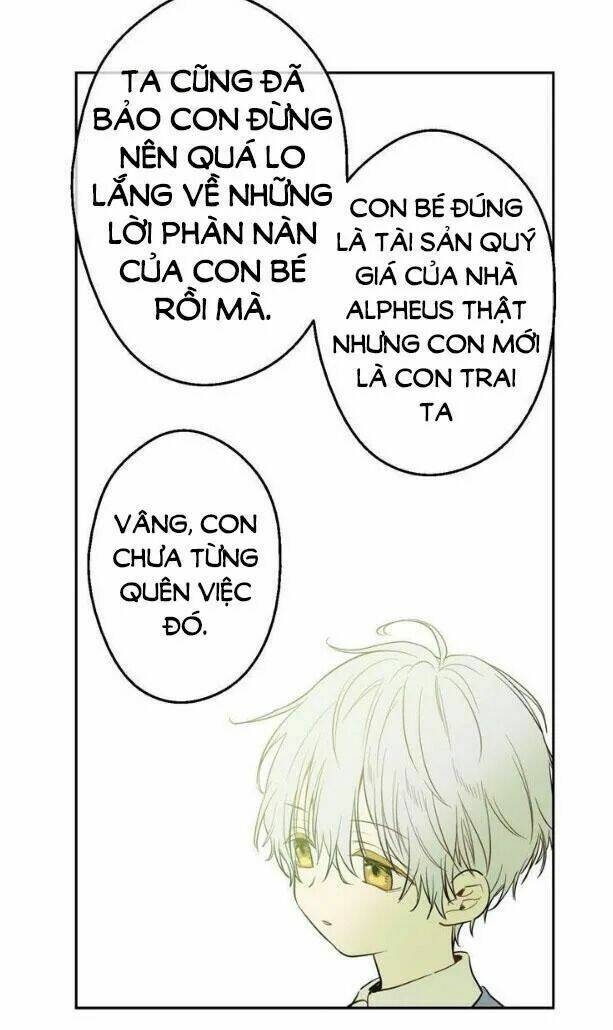 TA CŨNG ĐÃ
BẢO CON ĐỪNG
NÊN QUÁ LO
LẮNG VỀ NHỮNG
LỜI PHÀN NÀN
CỦA CON BÉ
RỒI MÀ.
CON BÉ ĐÚNG
LÀ TÀI SẢN QUÝ
GIÁ CỦA NHÀ
ALPHEUS THẬT
NHƯNG CON MỚI
LÀ CON TRAI
TA
VÂNG, CON
CHƯA TỪNG
QUÊN VIỆC
ĐÓ.